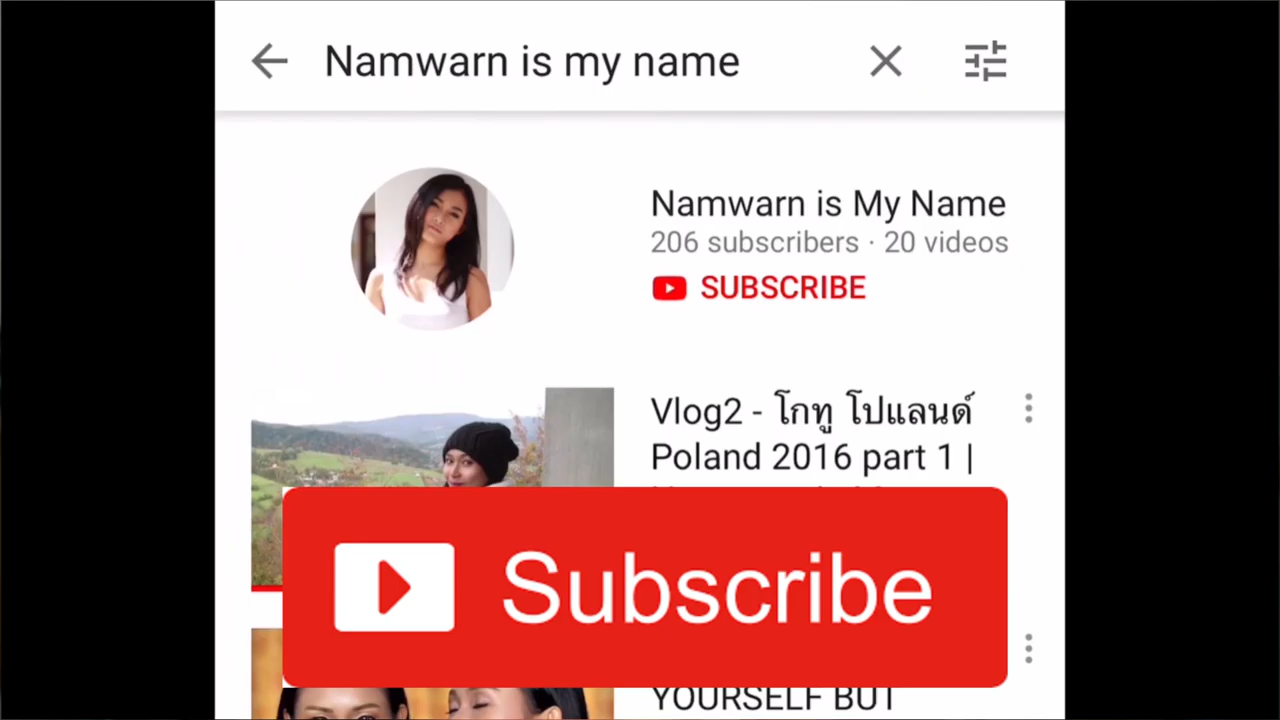 Namwarn is my name
Namwarn is My Name
206 subscribers · 20 videos
SUBSCRIBE
Vlog2 - โกทู โปแลนด์
Poland 2016 part 1 |
Subscribe
YOURSELF BUT